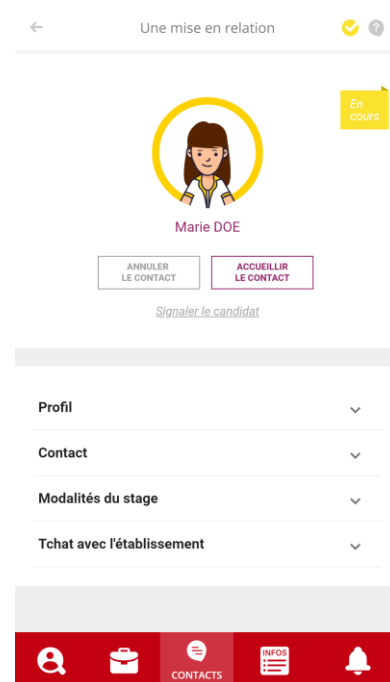 Une mise en relation
?
En
cours
Marie DOE
ANNULER
LE CONTACT
ACCUEILLIR
LE CONTACT
Signaler le candidat
Profil
Contact
Modalités du stage
Tchat avec l'établissement
INFOS
CONTACTS